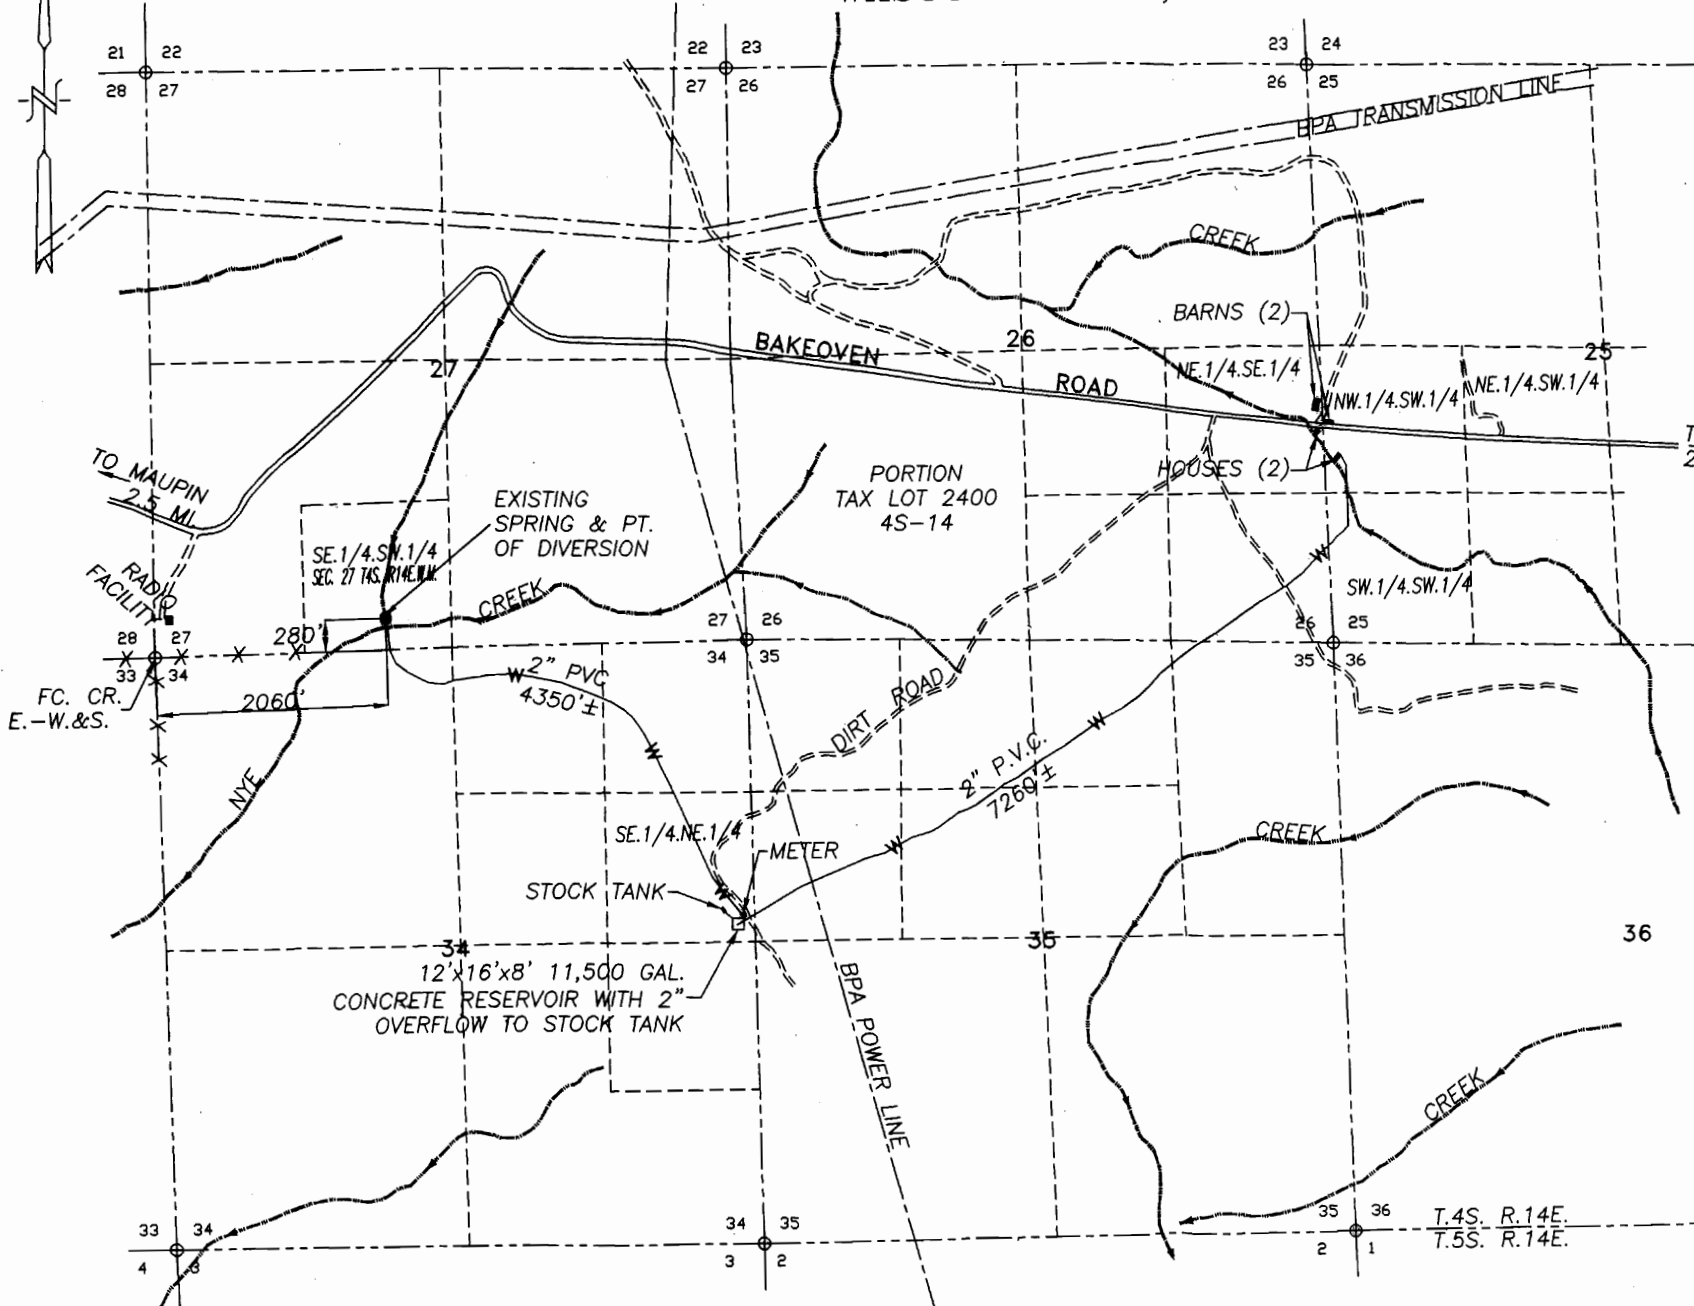 21 22
28 27
22 23
27 26
23 24
26 25
BPA TRANSMISSION LINE
CREEK
BARNS (2)
BAKEOVEN ROAD
26
25
27
NE.1/4.SE.1/4
NW.1/4.SW.1/4
NE.1/4.SW.1/4
TO MAUPIN
2.5 MI.
EXISTING
SPRING & PT.
OF DIVERSION
PORTION
TAX LOT 2400
4S-14
HOUSES (2)
SE.1/4.SW.1/4
SEC. 27 T4S. R14E.W.M.
RADIO
FACILITY
CREEK
SW.1/4.SW.1/4
28 27
33 34
280'
27 26
34 35
26 25
35 36
FC. CR.
E.-W.&S.
2060'
2" PVC
4350'±
W
W
W
W
W
W
DIRT ROAD
2" P.V.C.
7260'±
NYE
SE.1/4.NE.1/4
METER
CREEK
STOCK TANK
34
35
36
12'x16'x8' 11,500 GAL.
CONCRETE RESERVOIR WITH 2"
OVERFLOW TO STOCK TANK
BPA POWER LINE
CREEK
33 34
4 3
34 35
3 2
35 36
2 1
T.4S. R.14E.
T.5S. R.14E.